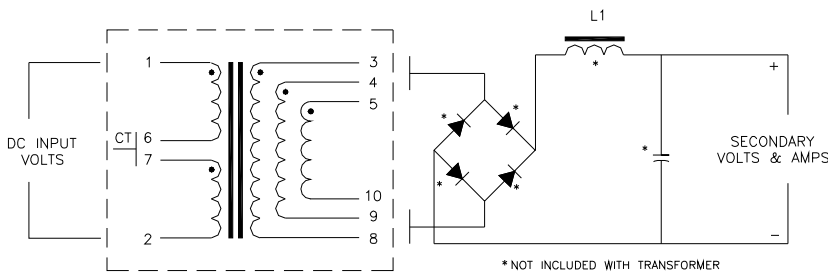 L1
*
1
3
4
5
+
CT
6
7
DC INPUT
VOLTS
*
*
*
*
*
SECONDARY
VOLTS & AMPS
10
9
2
8
–
* NOT INCLUDED WITH TRANSFORMER